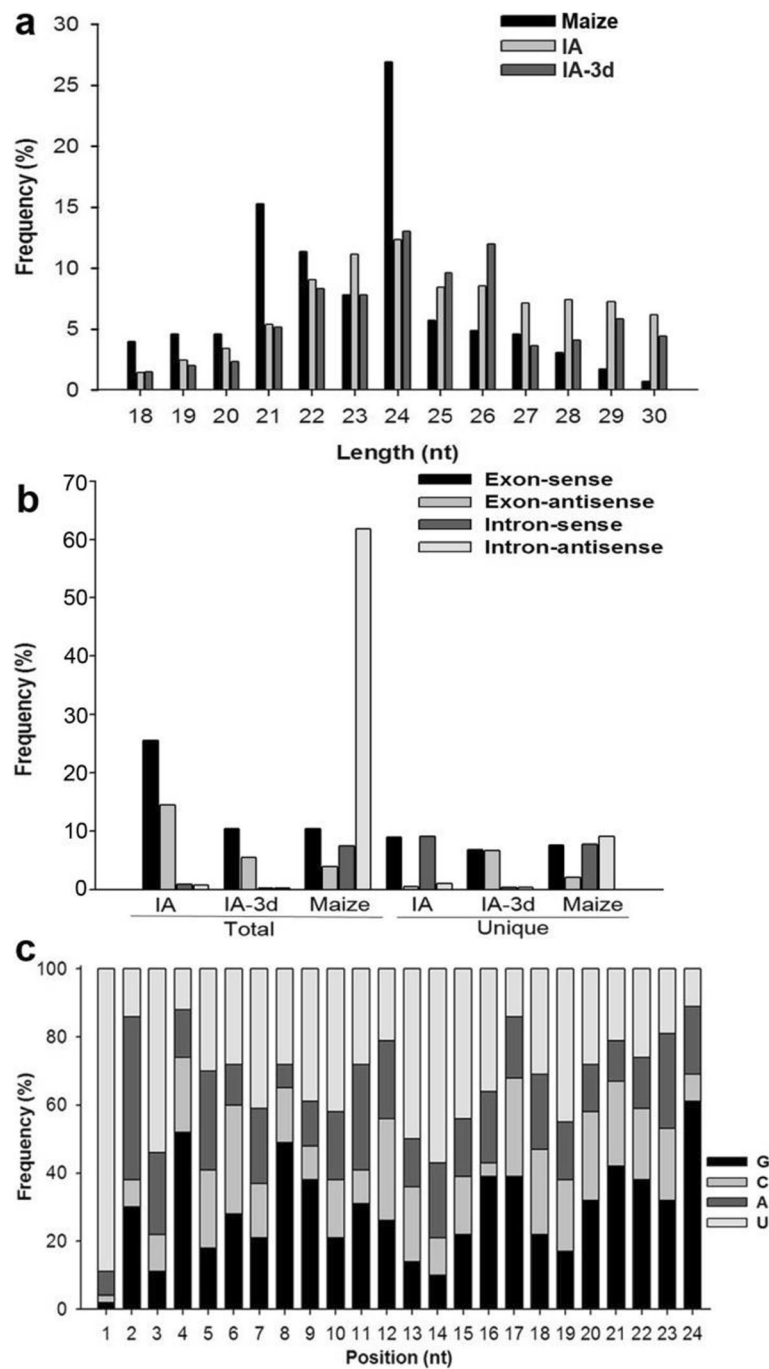 a
30
25
20
15
10
5
0
Frequency (%)
Maize
IA
IA-3d
18 19 20 21 22 23 24 25 26 27 28 29 30
Length (nt)
b
70
60
50
40
30
20
10
0
Frequency (%)
Exon-sense
Exon-antisense
Intron-sense
Intron-antisense
IA IA-3d Maize IA IA-3d Maize
Total Unique
c
100
80
60
40
20
0
Frequency (%)
G
C
A
U
1 2 3 4 5 6 7 8 9 10 11 12 13 14 15 16 17 18 19 20 21 22 23 24
Position (nt)